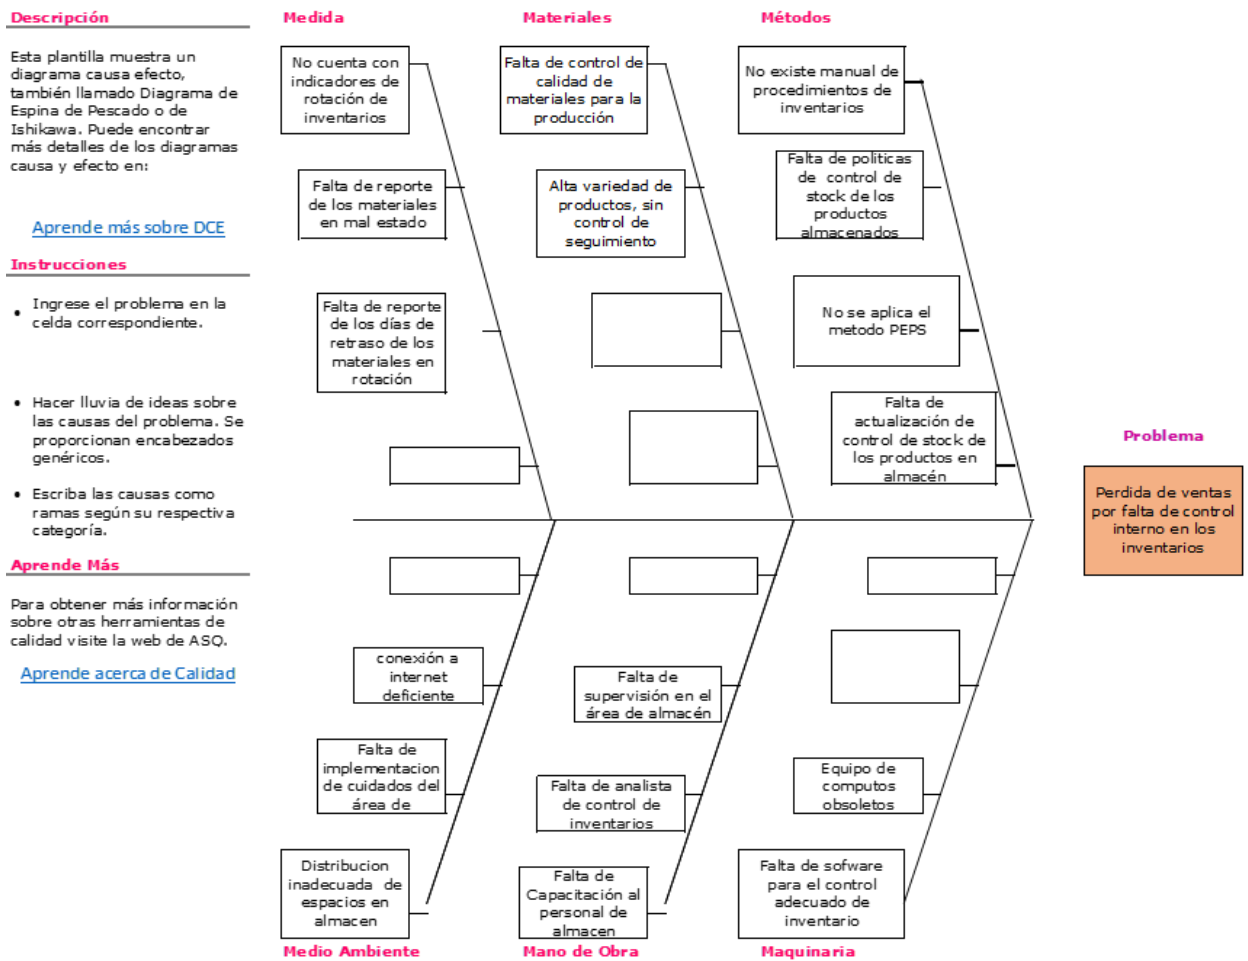 Descripción
Esta plantilla muestra un
diagrama causa efecto,
también llamado Diagrama de
Espina de Pescado o de
Ishikawa. Puede encontrar
más detalles de los diagramas
causa y efecto en:
Aprende más sobre DCE
Instrucciones
• Ingrese el problema en la
celda correspondiente.
• Hacer lluvia de ideas sobre
las causas del problema. Se
proporcionan encabezados
genéricos.
• Escriba las causas como
ramas según su respectiva
categoría.
Aprende Más
Para obtener más información
sobre otras herramientas de
calidad visite la web de ASQ.
Aprende acerca de Calidad
Medida
No cuenta con
indicadores de
rotación de
inventarios
Falta de reporte
de los materiales
en mal estado
Falta de reporte
de los días de
retraso de los
materiales en
rotación
Materiales
Falta de control de
calidad de
materiales para la
producción
Alta variedad de
productos, sin
control de
seguimiento
Métodos
No existe manual de
procedimientos de
inventarios
Falta de politicas
de control de
stock de los
productos
almacenados
No se aplica el
metodo PEPS
Falta de
actualización de
control de stock de
los productos en
almacén
Problema
Perdida de ventas
por falta de control
interno en los
inventarios
conexión a
internet
deficiente
Falta de
implementacion
de cuidados del
área de
Distribucion
inadecuada de
espacios en
almacen
Medio Ambiente
Falta de
supervisión en el
área de almacén
Falta de analista
de control de
inventarios
Falta de
Capacitación al
personal de
almacen
Mano de Obra
Equipo de
computos
obsoletos
Falta de sofware
para el control
adecuado de
inventario
Maquinaria